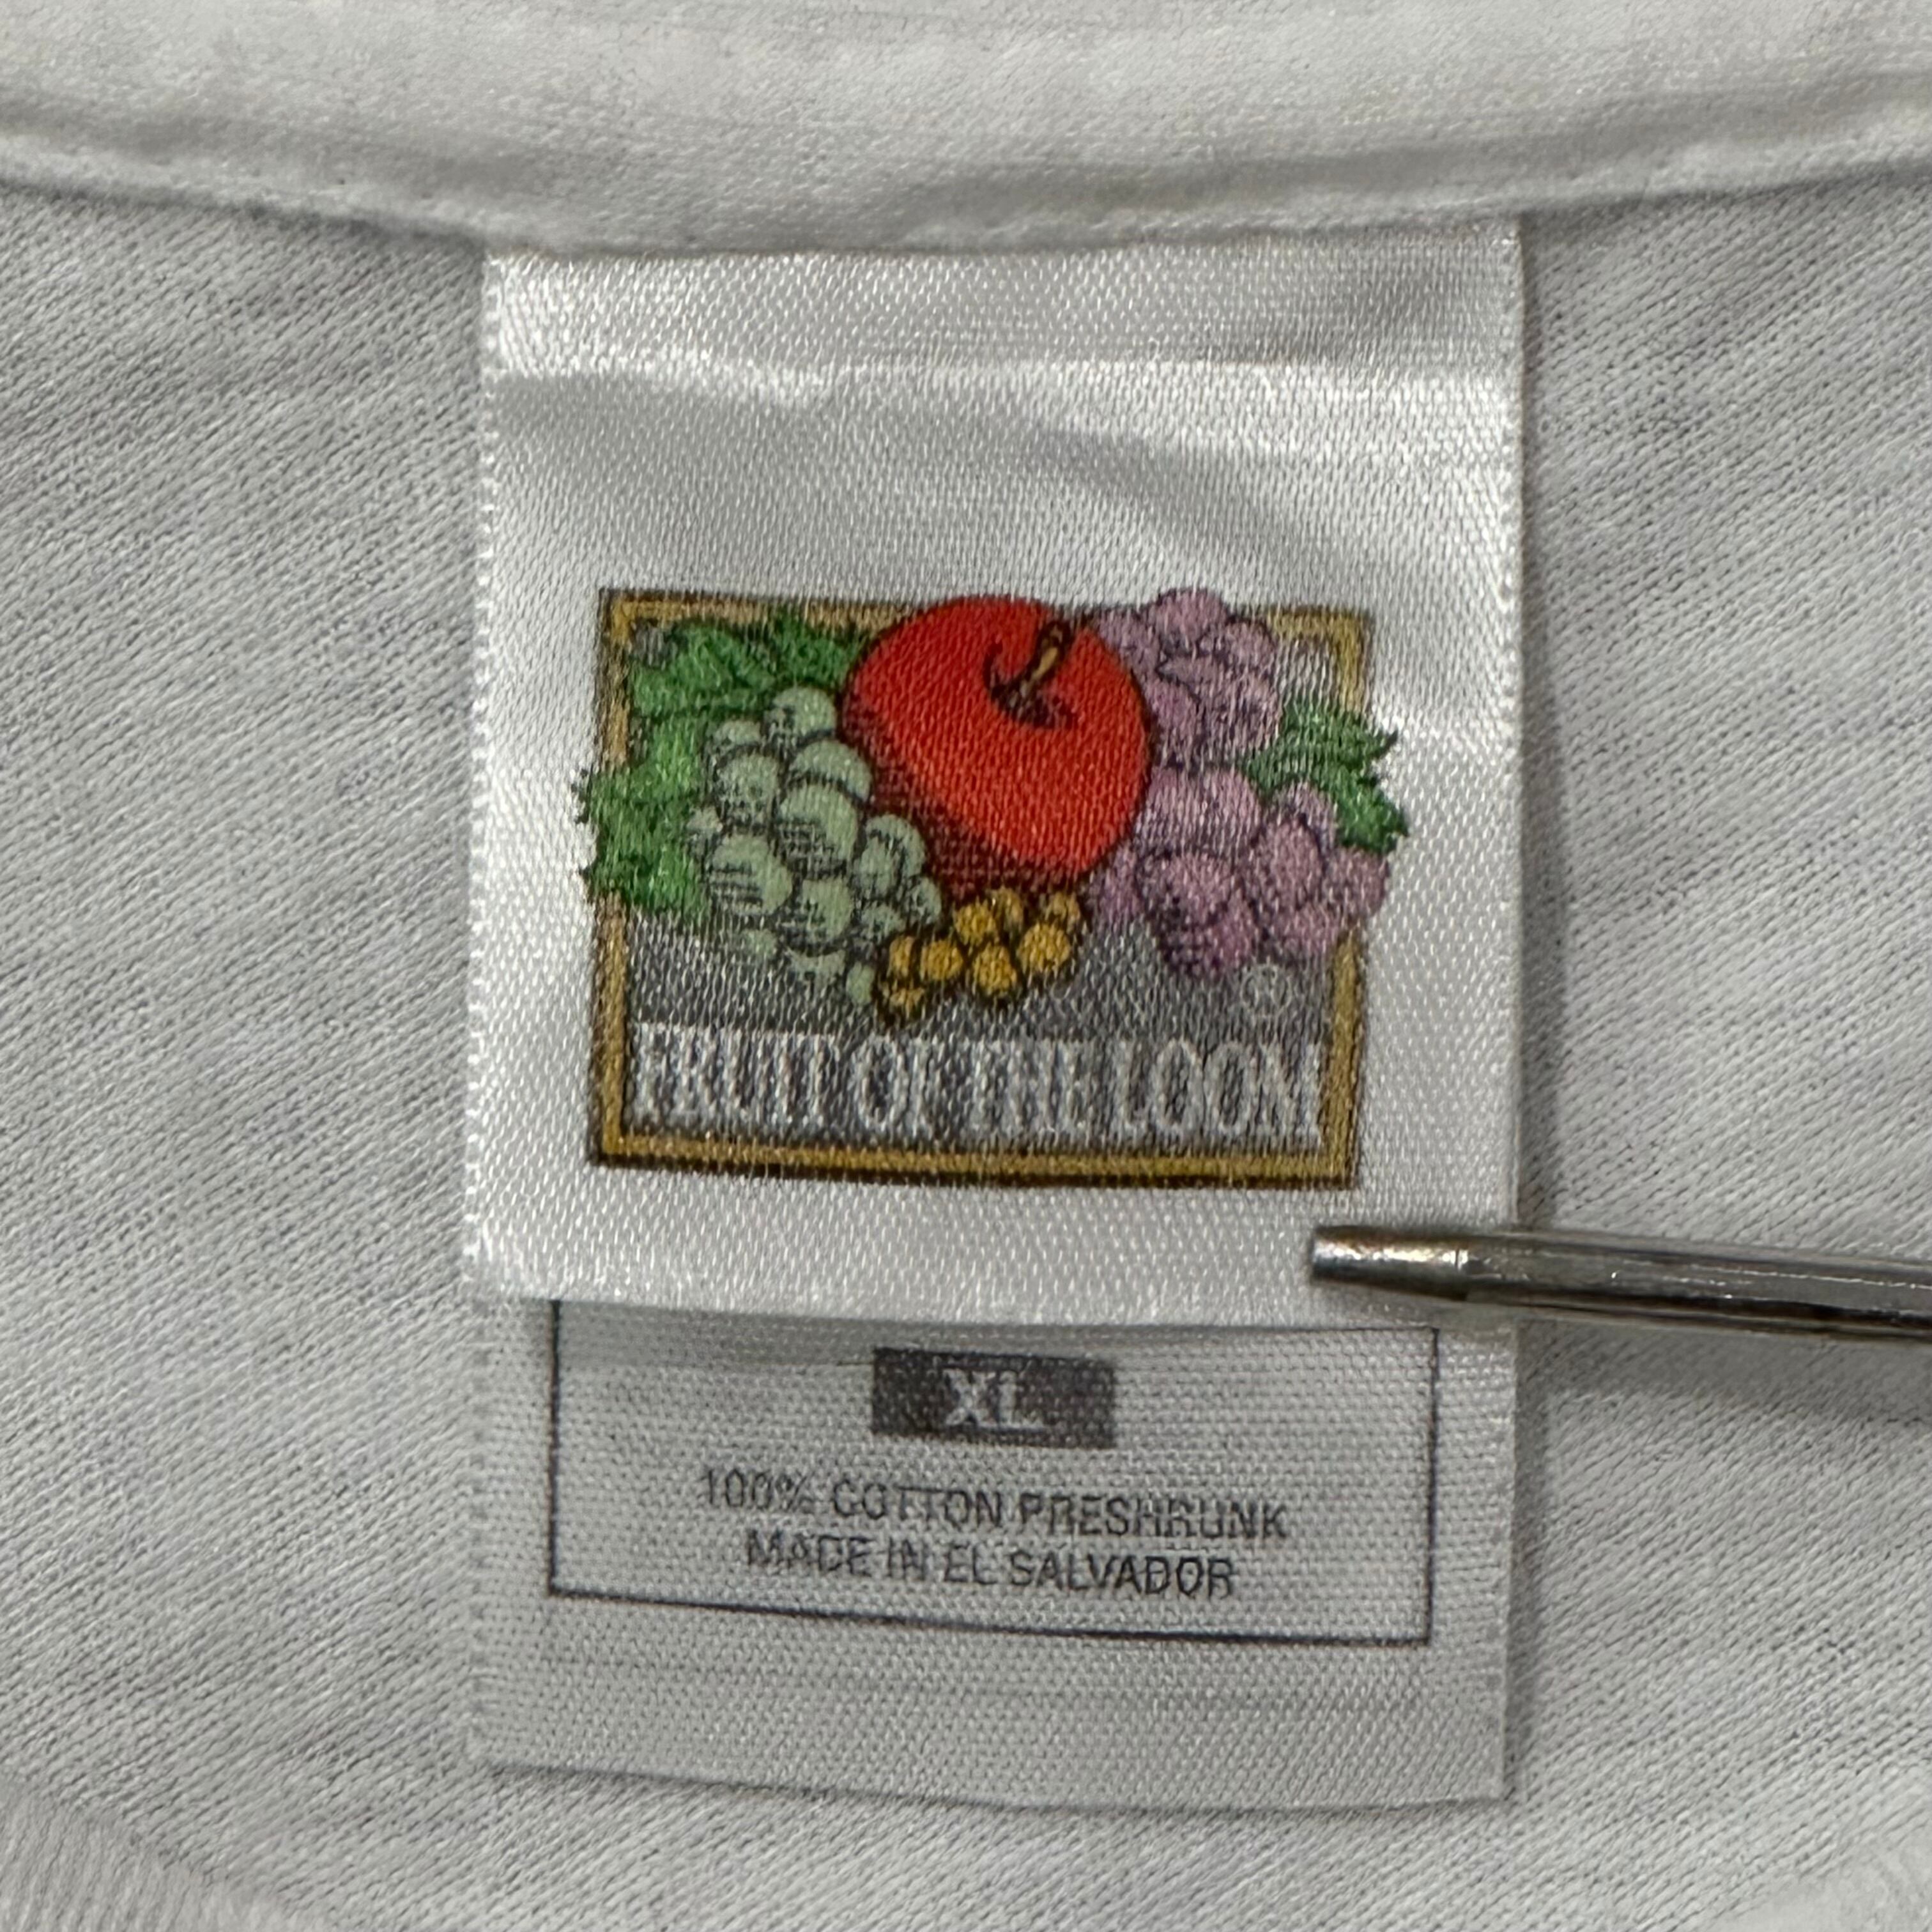 ®
FRUIT OF THE LOOM
XL
100% COTTON PRESHRUNK
MADE IN EL SALVADOR